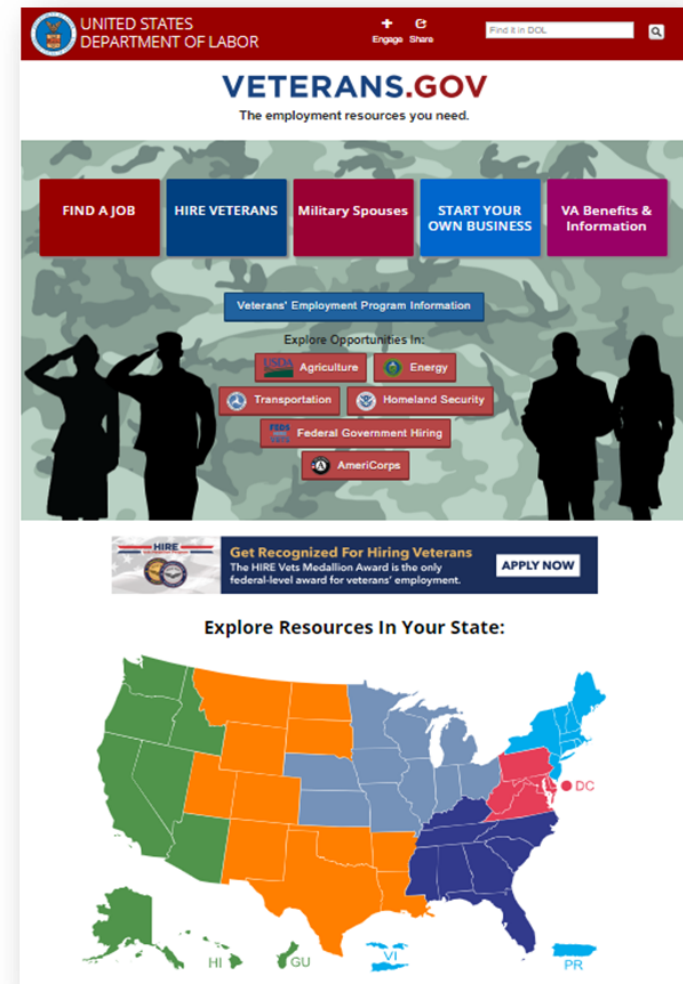 UNITED STATES
DEPARTMENT OF LABOR
Engage Share
Find it in DOL
VETERANS.GOV
The employment resources you need.
FIND A JOB
HIRE VETERANS
Military Spouses
START YOUR
OWN BUSINESS
VA Benefits &
Information
Veterans' Employment Program Information
Explore Opportunities In:
USDA Agriculture
Energy
Transportation
Homeland Security
FEDS
VETS
Federal Government Hiring
AmeriCorps
HIRE
Get Recognized For Hiring Veterans
The HIRE Vets Medallion Award is the only
federal-level award for veterans' employment.
APPLY NOW
Explore Resources In Your State:
DC
HI
GU
VI
PR